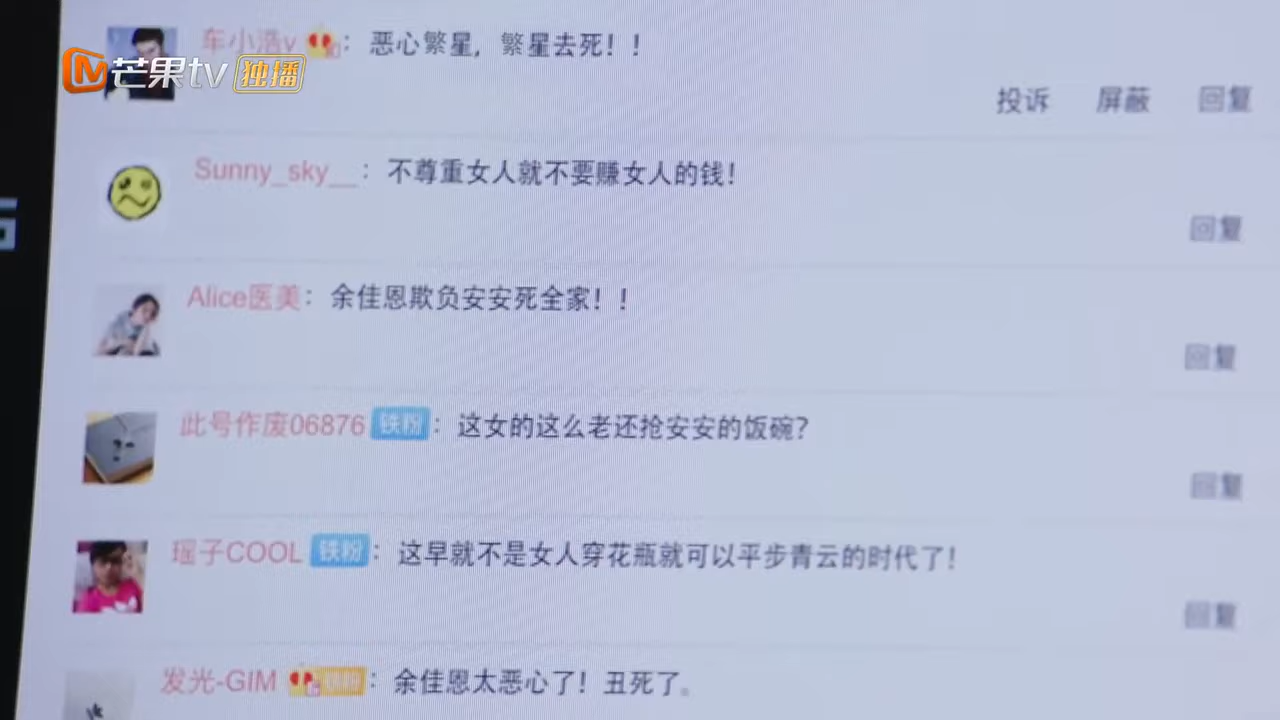 车小浩v：恶心繁星，繁星去死！！
芒果tv 独播
投诉 屏蔽 回复
Sunny_sky__：不尊重女人就不要赚女人的钱！
回复
Alice医美：余佳恩欺负安安死全家！！
回复
此号作废06876 铁粉：这女的这么老还抢安安的饭碗？
回复
瑶子COOL 铁粉：这早就不是女人穿花瓶就可以平步青云的时代了！
回复
发光-GIM：余佳恩太恶心了！丑死了。